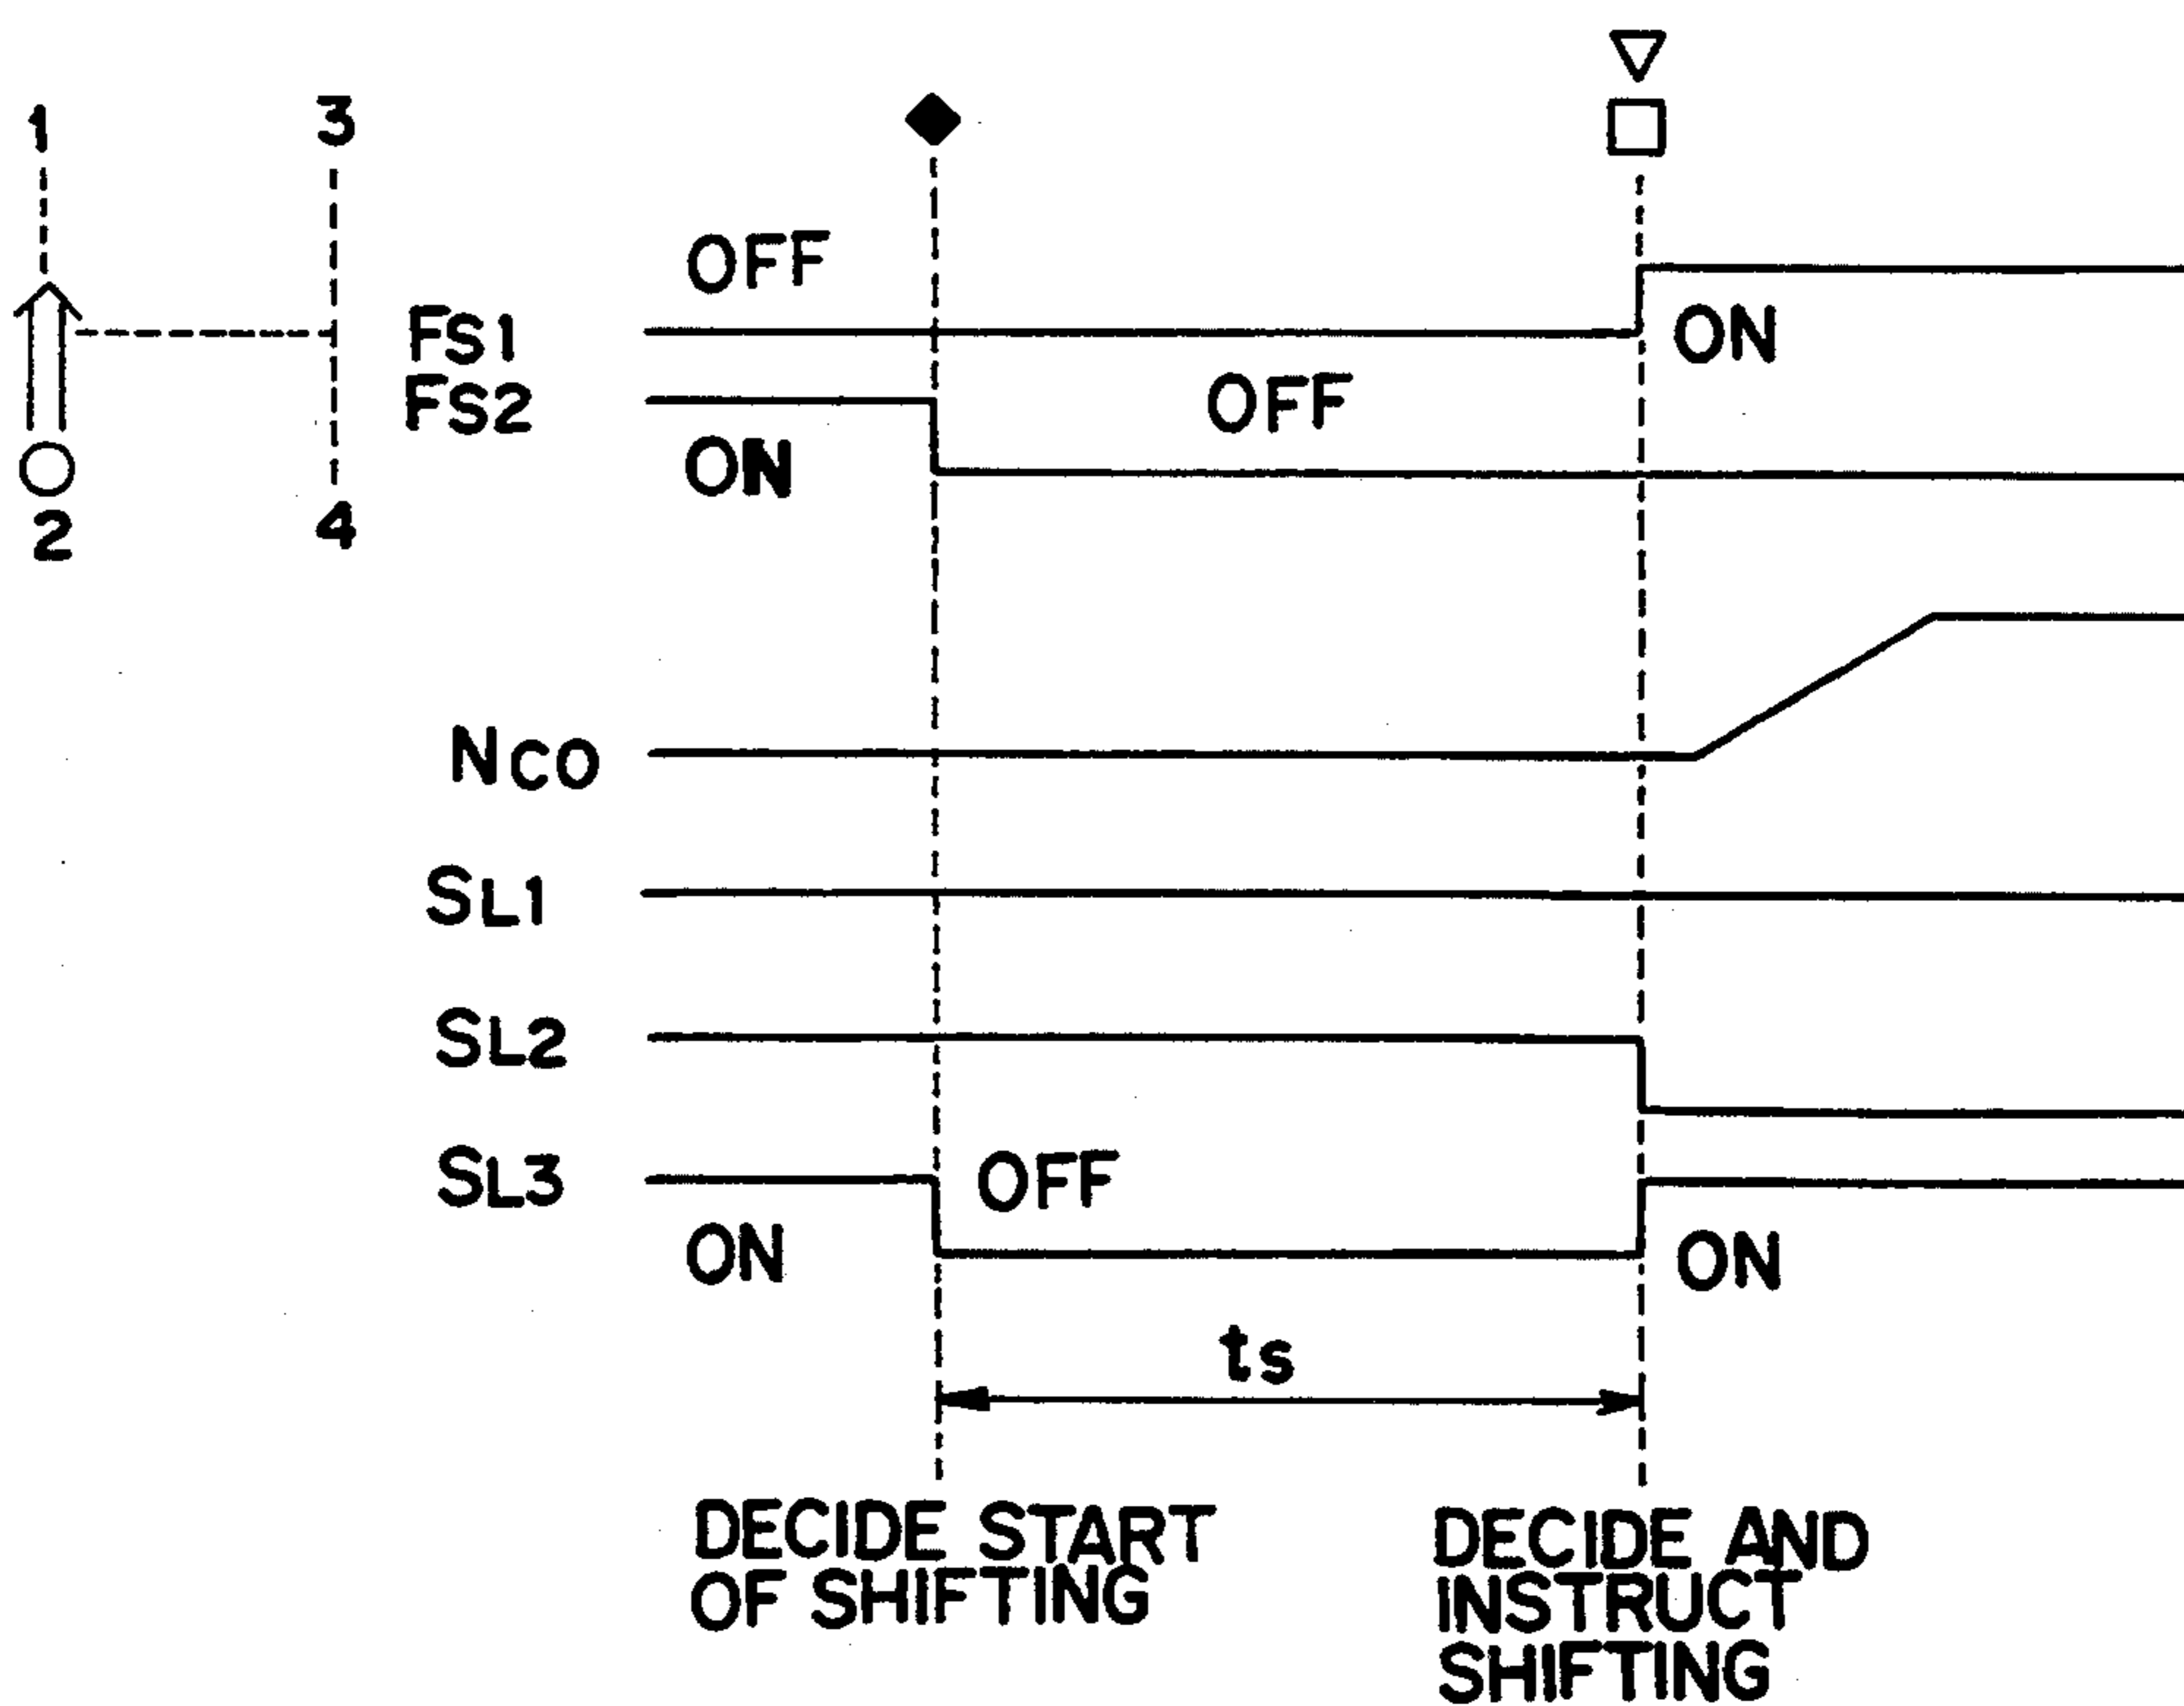 1 3
OFF
FS1
ON
FS2
OFF
ON
2 4
NCO
SL1
SL2
SL3
OFF
ON
ON
ts
DECIDE START
OF SHIFTING
DECIDE AND
INSTRUCT
SHIFTING